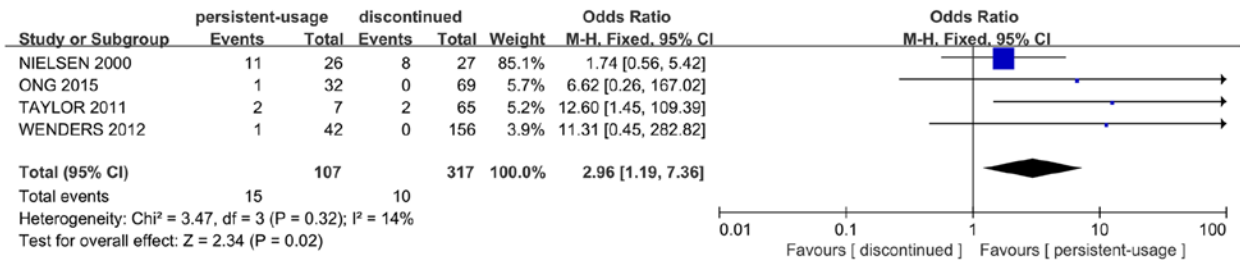 persistent-usage discontinued Odds Ratio Odds Ratio
Study or Subgroup Events Total Events Total Weight M-H, Fixed, 95% CI M-H, Fixed, 95% CI
NIELSEN 2000 11 26 8 27 85.1% 1.74 [0.56, 5.42]
ONG 2015 1 32 0 69 5.7% 6.62 [0.26, 167.02]
TAYLOR 2011 2 7 2 65 5.2% 12.60 [1.45, 109.39]
WENDERS 2012 1 42 0 156 3.9% 11.31 [0.45, 282.82]
Total (95% CI) 107 317 100.0% 2.96 [1.19, 7.36]
Total events 15 10
Heterogeneity: Chi² = 3.47, df = 3 (P = 0.32); I² = 14%
Test for overall effect: Z = 2.34 (P = 0.02)
0.01 0.1 1 10 100
Favours [ discontinued ] Favours [ persistent-usage ]